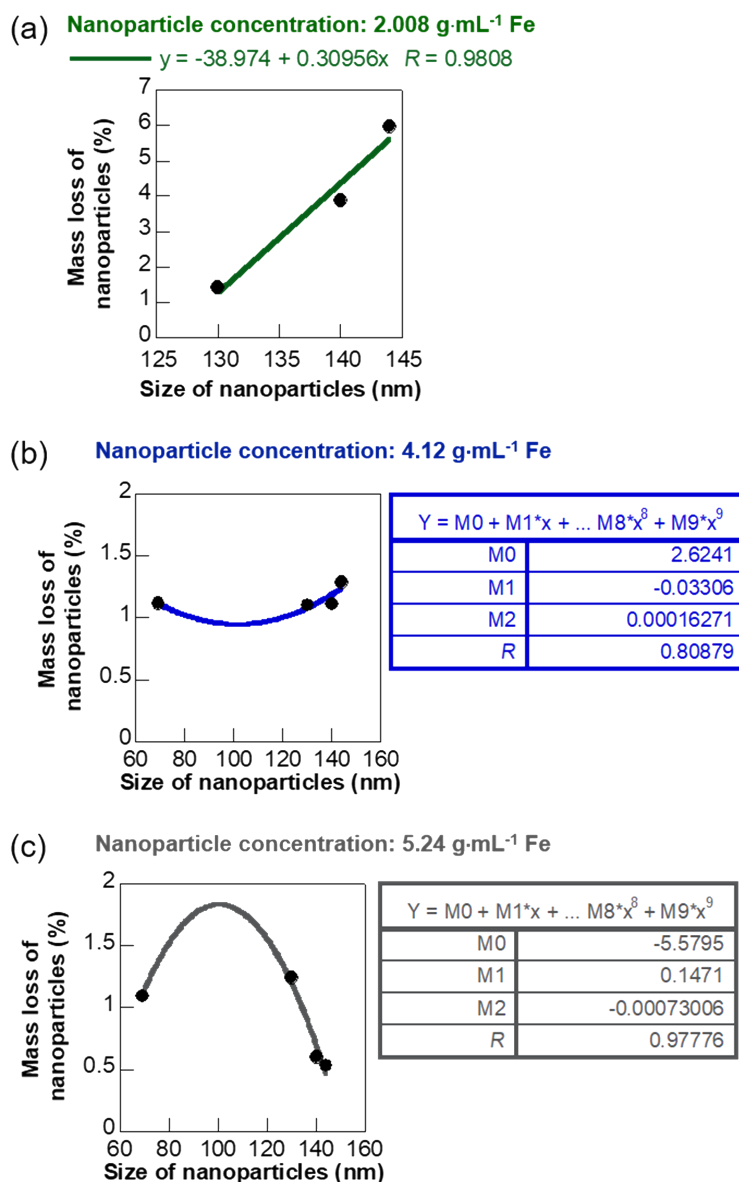 (a) Nanoparticle concentration: 2.008 g·mL⁻¹ Fe
y = -38.974 + 0.30956x R = 0.9808
Mass loss of
nanoparticles (%)
7
6
5
4
3
2
1
0
125 130 135 140 145
Size of nanoparticles (nm)
(b) Nanoparticle concentration: 4.12 g·mL⁻¹ Fe
Mass loss of
nanoparticles (%)
2
1.5
1
0.5
0
60 80 100 120 140 160
Size of nanoparticles (nm)
Y = M0 + M1*x + ... M8*x⁸ + M9*x⁹
M0 2.6241
M1 -0.03306
M2 0.00016271
R 0.80879
(c) Nanoparticle concentration: 5.24 g·mL⁻¹ Fe
Mass loss of
nanoparticles (%)
2
1.5
1
0.5
0
60 80 100 120 140 160
Size of nanoparticles (nm)
Y = M0 + M1*x + ... M8*x⁸ + M9*x⁹
M0 -5.5795
M1 0.1471
M2 -0.00073006
R 0.97776